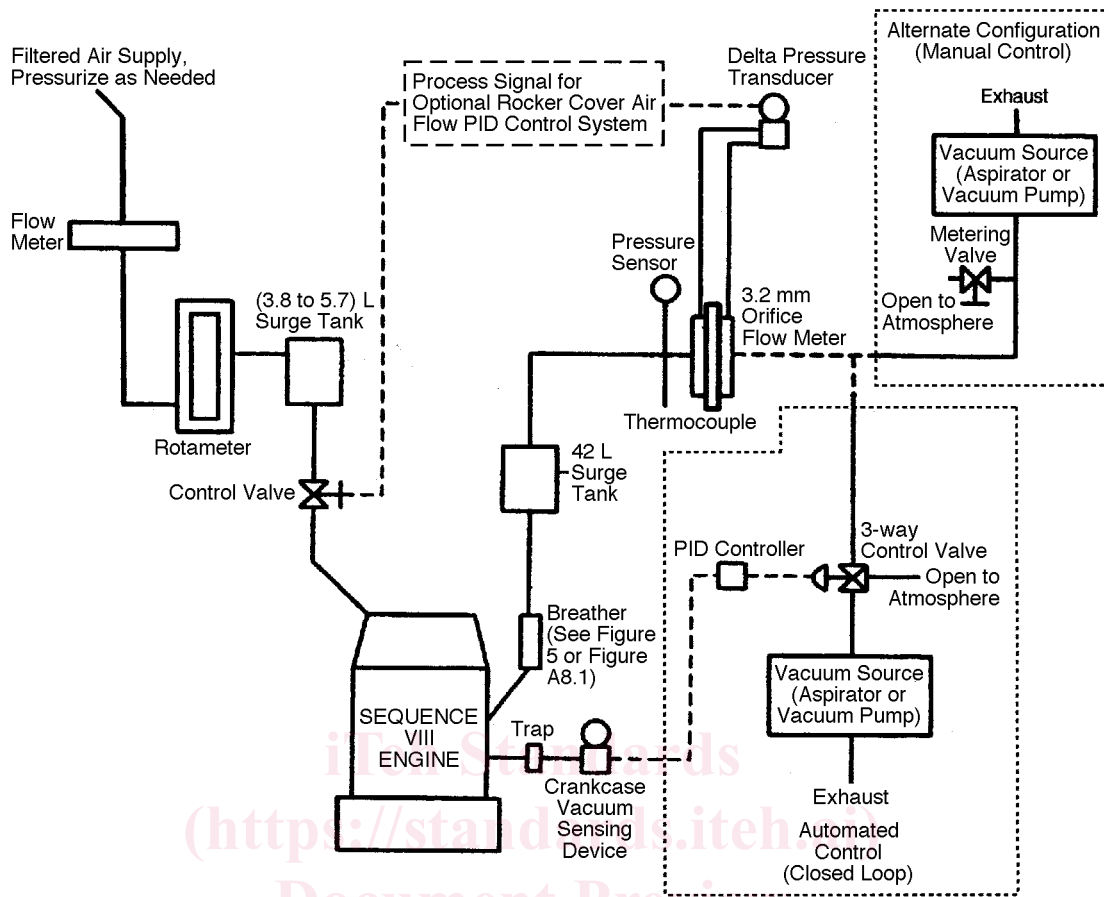 Filtered Air Supply,
Pressurize as Needed
Process Signal for
Optional Rocker Cover Air
Flow PID Control System
Delta Pressure
Transducer
Alternate Configuration
(Manual Control)
Exhaust
Vacuum Source
(Aspirator or
Vacuum Pump)
Metering
Valve
Open to
Atmosphere
Flow
Meter
Pressure
Sensor
(3.8 to 5.7) L
Surge Tank
3.2 mm
Orifice
Flow Meter
Rotameter
Thermocouple
Control Valve
42 L
Surge
Tank
PID Controller
3-way
Control Valve
Open to
Atmosphere
Breather
(See Figure
5 or Figure
A8.1)
Vacuum Source
(Aspirator or
Vacuum Pump)
SEQUENCE
VIII
ENGINE
Trap
Crankcase
Vacuum
Sensing
Device
Exhaust
Automated
Control
(Closed Loop)
iTeh Standards
(https://standards.iteh.ai)